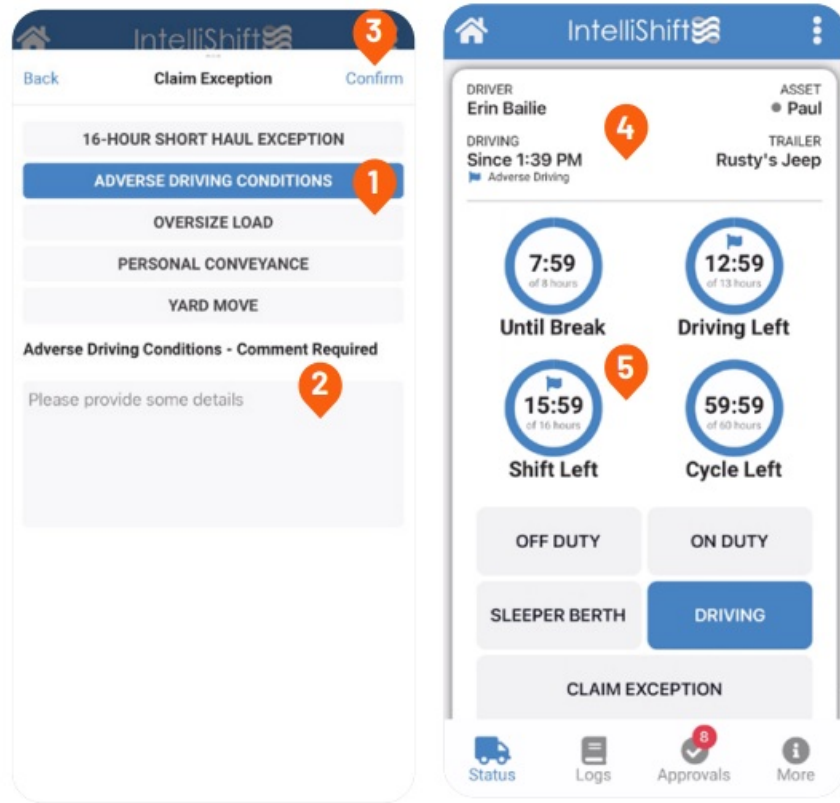 IntelliShift
3
Back
Claim Exception
Confirm
16-HOUR SHORT HAUL EXCEPTION
ADVERSE DRIVING CONDITIONS
1
OVERSIZE LOAD
PERSONAL CONVEYANCE
YARD MOVE
Adverse Driving Conditions - Comment Required
Please provide some details
2
IntelliShift
DRIVER
ASSET
Erin Bailie
Paul
4
DRIVING
TRAILER
Since 1:39 PM
Rusty's Jeep
Adverse Driving
7:59
of 8 hours
Until Break
12:59
of 13 hours
Driving Left
5
15:59
of 16 hours
Shift Left
59:59
of 60 hours
Cycle Left
OFF DUTY
ON DUTY
SLEEPER BERTH
DRIVING
CLAIM EXCEPTION
8
Status
Logs
Approvals
More